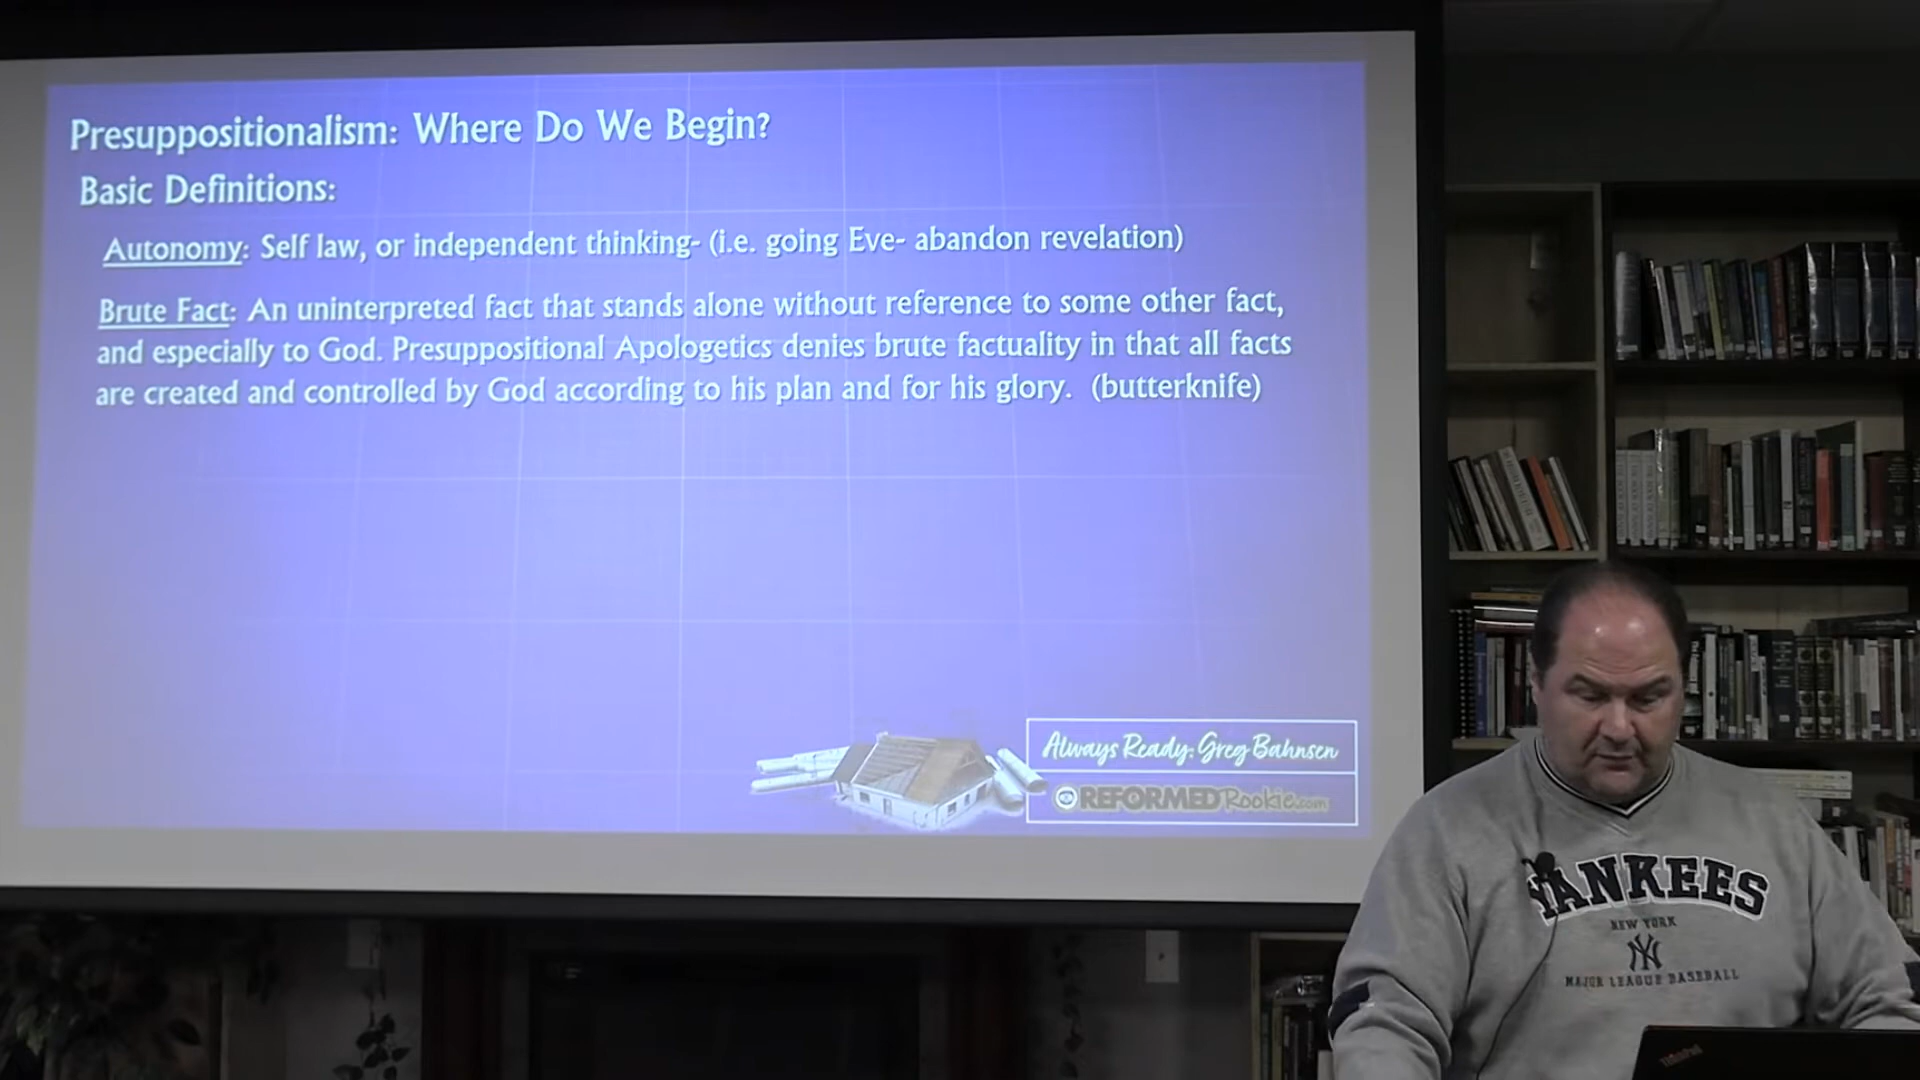 Presuppositionalism: Where Do We Begin?
Basic Definitions:
Autonomy: Self law, or independent thinking- (i.e. going Eve- abandon revelation)
Brute Fact: An uninterpreted fact that stands alone without reference to some other fact,
and especially to God. Presuppositional Apologetics denies brute factuality in that all facts
are created and controlled by God according to his plan and for his glory. (butterknife)
Always Ready: Greg Bahnsen
REFORMEDRookie.com
YANKEES
NEW YORK
NY
MAJOR LEAGUE BASEBALL
ThinkPad